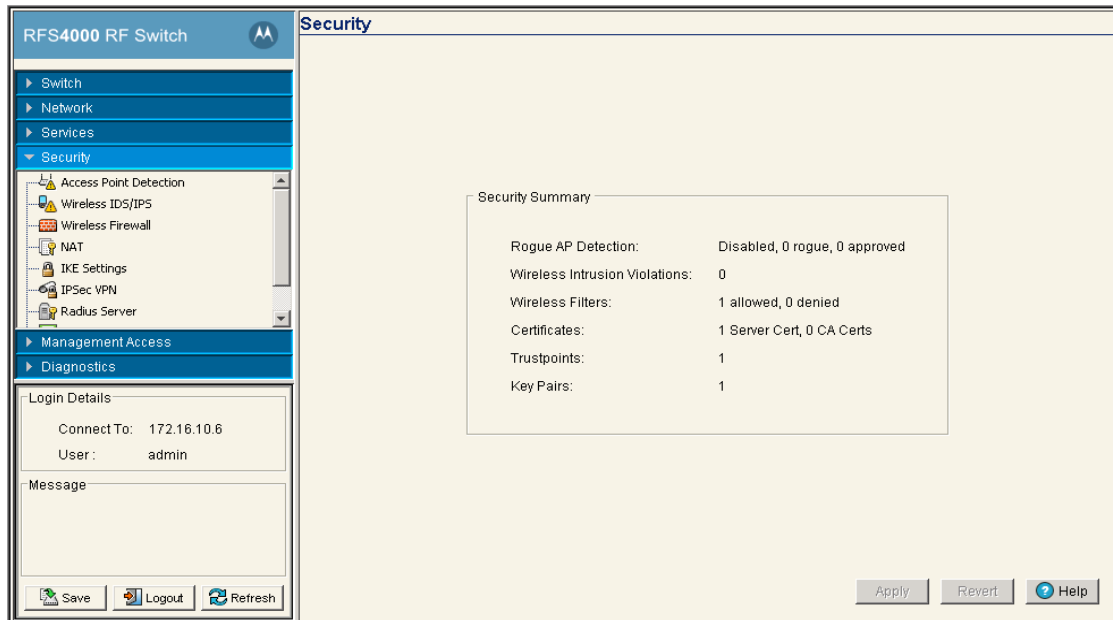 RFS4000 RF Switch
Switch
Network
Services
Security
Access Point Detection
Wireless IDS/IPS
Wireless Firewall
NAT
IKE Settings
IPSec VPN
Radius Server
Management Access
Diagnostics
Login Details
Connect To: 172.16.10.6
User : admin
Message
Save Logout Refresh
Security
Security Summary
Rogue AP Detection: Disabled, 0 rogue, 0 approved
Wireless Intrusion Violations: 0
Wireless Filters: 1 allowed, 0 denied
Certificates: 1 Server Cert, 0 CA Certs
Trustpoints: 1
Key Pairs: 1
Apply Revert Help